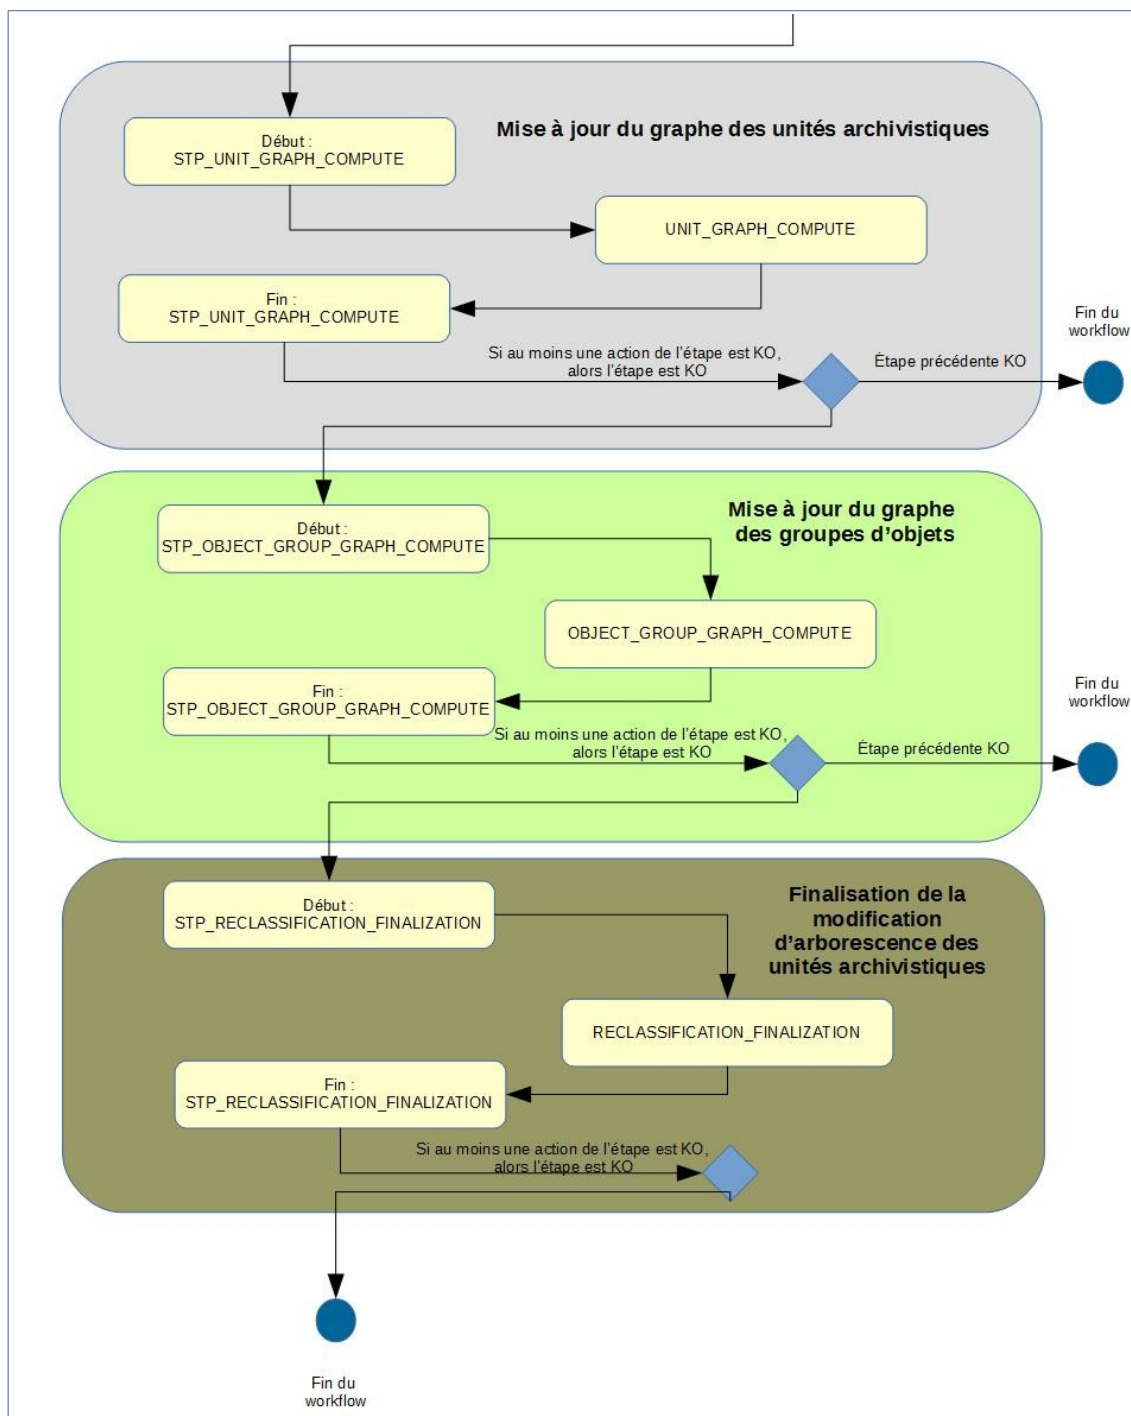 Mise à jour du graphe des unités archivistiques
Début :
STP_UNIT_GRAPH_COMPUTE
UNIT_GRAPH_COMPUTE
Fin :
STP_UNIT_GRAPH_COMPUTE
Si au moins une action de l'étape est KO,
alors l'étape est KO
Étape précédente KO
Fin du
workflow
Mise à jour du graphe
des groupes d'objets
Début :
STP_OBJECT_GROUP_GRAPH_COMPUTE
OBJECT_GROUP_GRAPH_COMPUTE
Fin :
STP_OBJECT_GROUP_GRAPH_COMPUTE
Si au moins une action de l'étape est KO,
alors l'étape est KO
Étape précédente KO
Fin du
workflow
Finalisation de la
modification
d'arborescence des
unités archivistiques
Début :
STP_RECLASSIFICATION_FINALIZATION
RECLASSIFICATION_FINALIZATION
Fin :
STP_RECLASSIFICATION_FINALIZATION
Si au moins une action de l'étape est KO,
alors l'étape est KO
Fin du
workflow